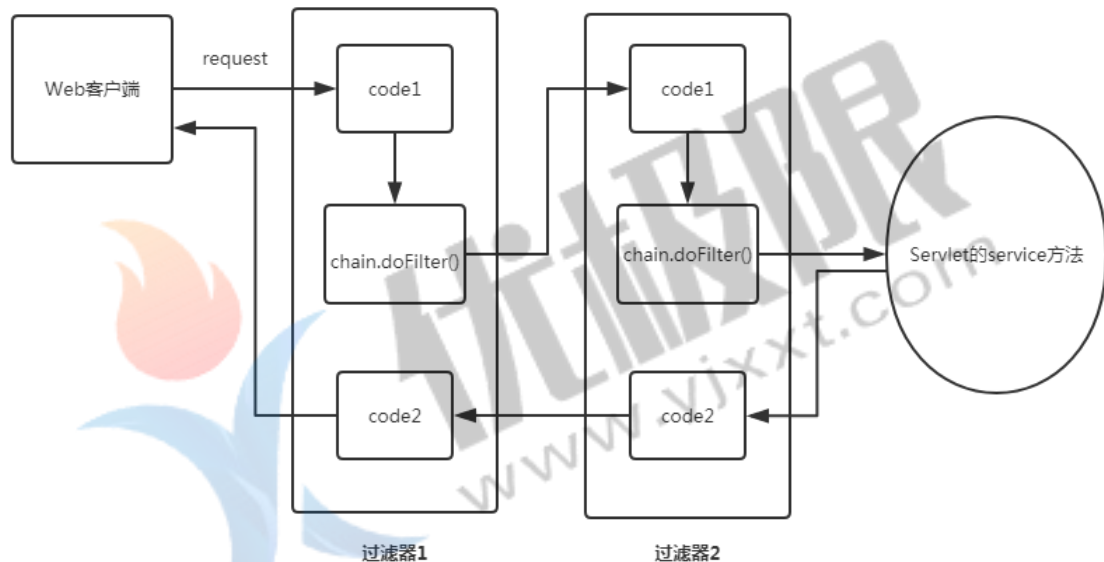 Web客户端
request
code1
chain.doFilter()
code2
过滤器1
code1
chain.doFilter()
code2
过滤器2
Servlet的service方法
优极限
www.yjxxt.com